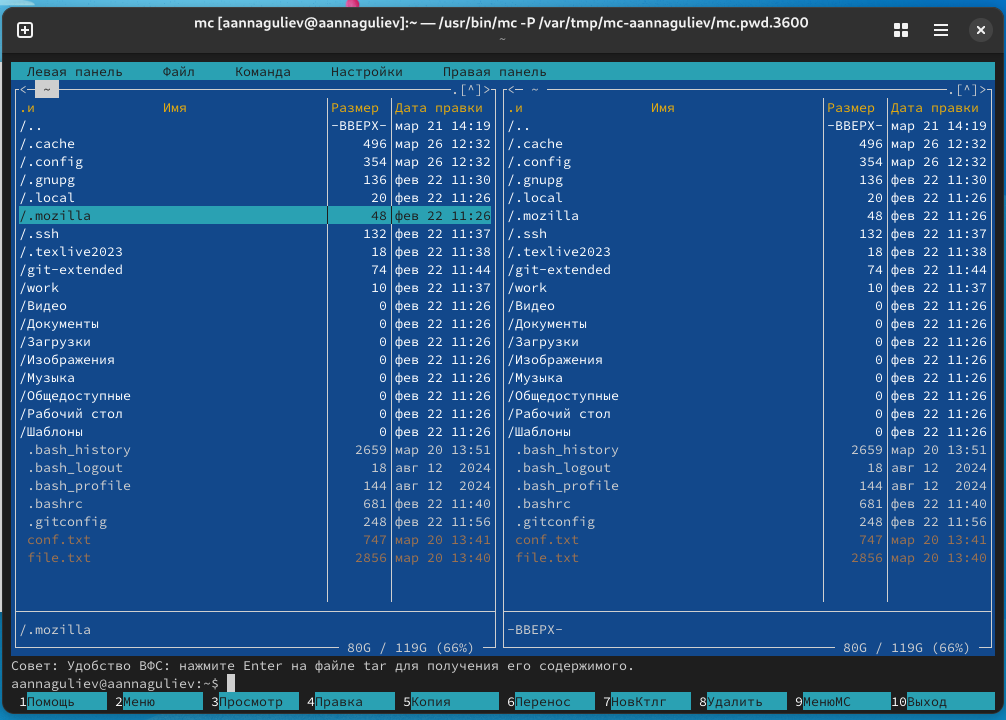 mc [aannaguliev@aannaguliev]:~ — /usr/bin/mc -P /var/tmp/mc-aannaguliev/mc.pwd.3600
~
Левая панель Файл Команда Настройки Правая панель
<─ ~ .[^]> <─ ~ .[^]>
.и Имя Размер Дата правки .и Имя Размер Дата правки
/.. -ВВЕРХ- мар 21 14:19 /.. -ВВЕРХ- мар 21 14:19
/.cache 496 мар 26 12:32 /.cache 496 мар 26 12:32
/.config 354 мар 26 12:32 /.config 354 мар 26 12:32
/.gnupg 136 фев 22 11:30 /.gnupg 136 фев 22 11:30
/.local 20 фев 22 11:26 /.local 20 фев 22 11:26
/.mozilla 48 фев 22 11:26 /.mozilla 48 фев 22 11:26
/.ssh 132 фев 22 11:37 /.ssh 132 фев 22 11:37
/.texlive2023 18 фев 22 11:38 /.texlive2023 18 фев 22 11:38
/git-extended 74 фев 22 11:44 /git-extended 74 фев 22 11:44
/work 10 фев 22 11:37 /work 10 фев 22 11:37
/Видео 0 фев 22 11:26 /Видео 0 фев 22 11:26
/Документы 0 фев 22 11:26 /Документы 0 фев 22 11:26
/Загрузки 0 фев 22 11:26 /Загрузки 0 фев 22 11:26
/Изображения 0 фев 22 11:26 /Изображения 0 фев 22 11:26
/Музыка 0 фев 22 11:26 /Музыка 0 фев 22 11:26
/Общедоступные 0 фев 22 11:26 /Общедоступные 0 фев 22 11:26
/Рабочий стол 0 фев 22 11:26 /Рабочий стол 0 фев 22 11:26
/Шаблоны 0 фев 22 11:26 /Шаблоны 0 фев 22 11:26
.bash_history 2659 мар 20 13:51 .bash_history 2659 мар 20 13:51
.bash_logout 18 авг 12 2024 .bash_logout 18 авг 12 2024
.bash_profile 144 авг 12 2024 .bash_profile 144 авг 12 2024
.bashrc 681 фев 22 11:40 .bashrc 681 фев 22 11:40
.gitconfig 248 фев 22 11:56 .gitconfig 248 фев 22 11:56
conf.txt 747 мар 20 13:41 conf.txt 747 мар 20 13:41
file.txt 2856 мар 20 13:40 file.txt 2856 мар 20 13:40
/.mozilla -ВВЕРХ-
80G / 119G (66%) 80G / 119G (66%)
Совет: Удобство ВФС: нажмите Enter на файле tar для получения его содержимого.
aannaguliev@aannaguliev:~$
1Помощь 2Меню 3Просмотр 4Правка 5Копия 6Перенос 7НовКтлг 8Удалить 9МенюМС 10Выход